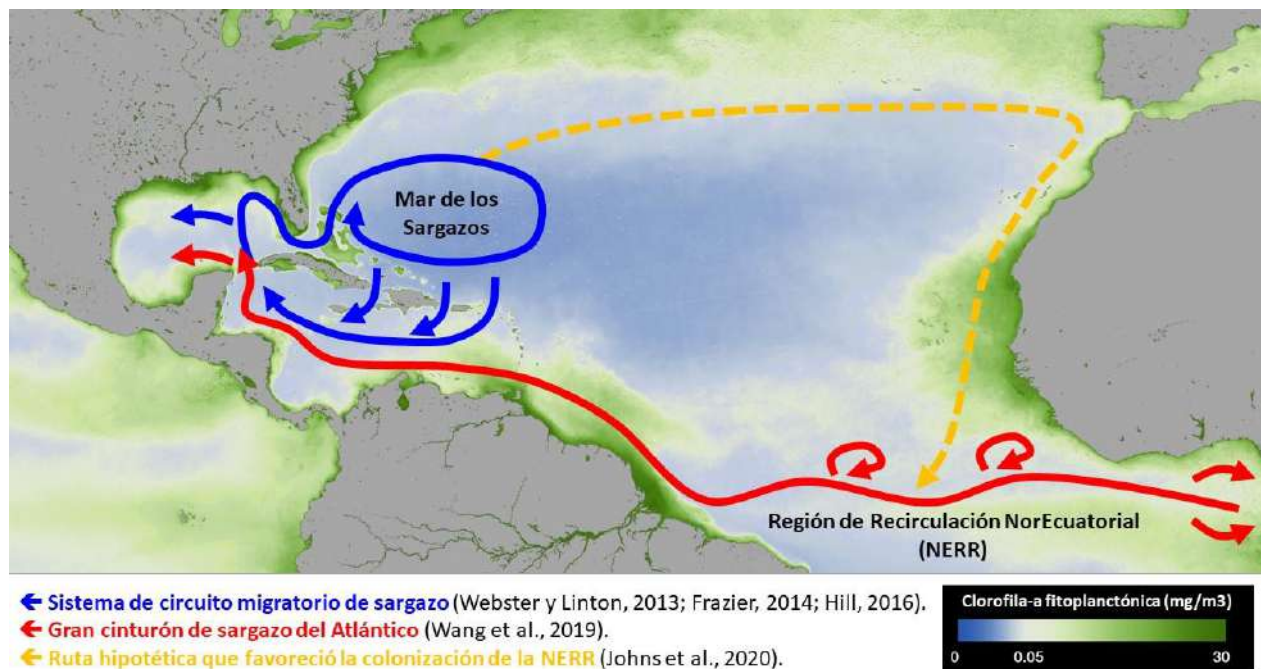 Mar de los
Sargazos
Región de Recirculación NorEcuatorial
(NERR)
← Sistema de circuito migratorio de sargazo (Webster y Linton, 2013; Frazier, 2014; Hill, 2016).
← Gran cinturón de sargazo del Atlántico (Wang et al., 2019).
← Ruta hipotética que favoreció la colonización de la NERR (Johns et al., 2020).
Clorofila-a fitoplanctónica (mg/m3)
0 0.05 30